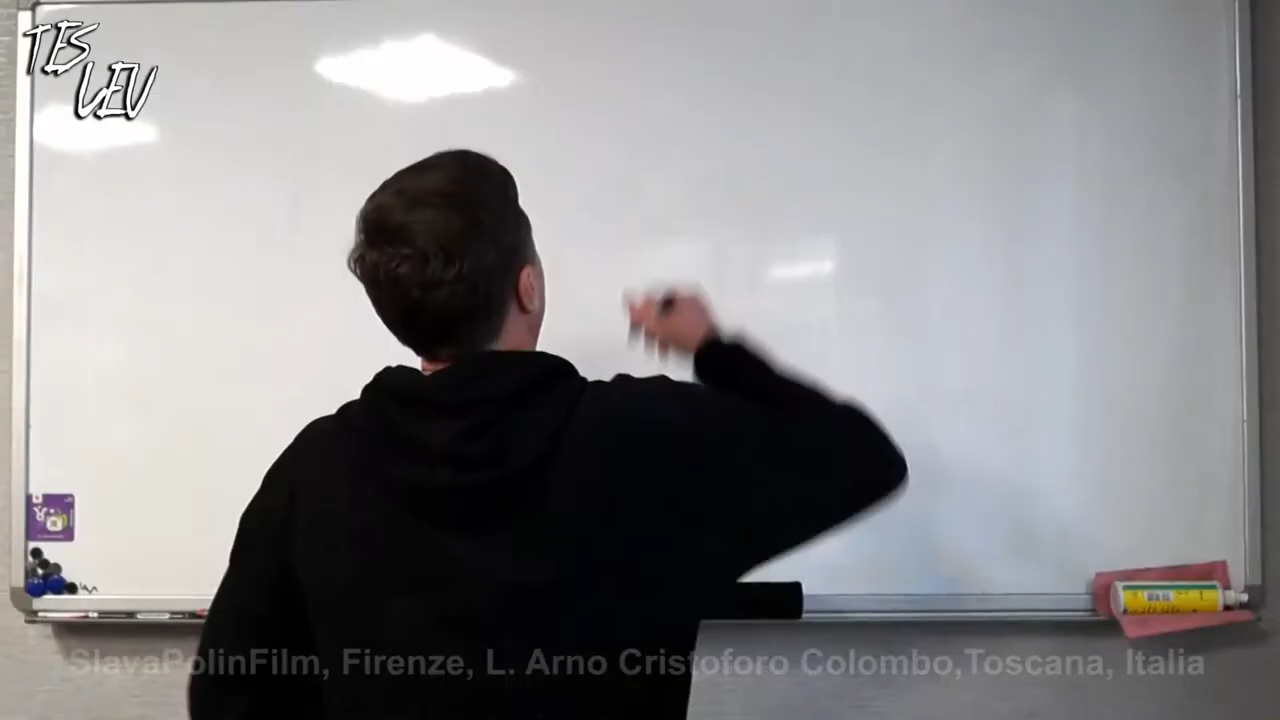 TES
LEV
SlavaPolinFilm, Firenze, L. Arno Cristoforo Colombo,Toscana, Italia